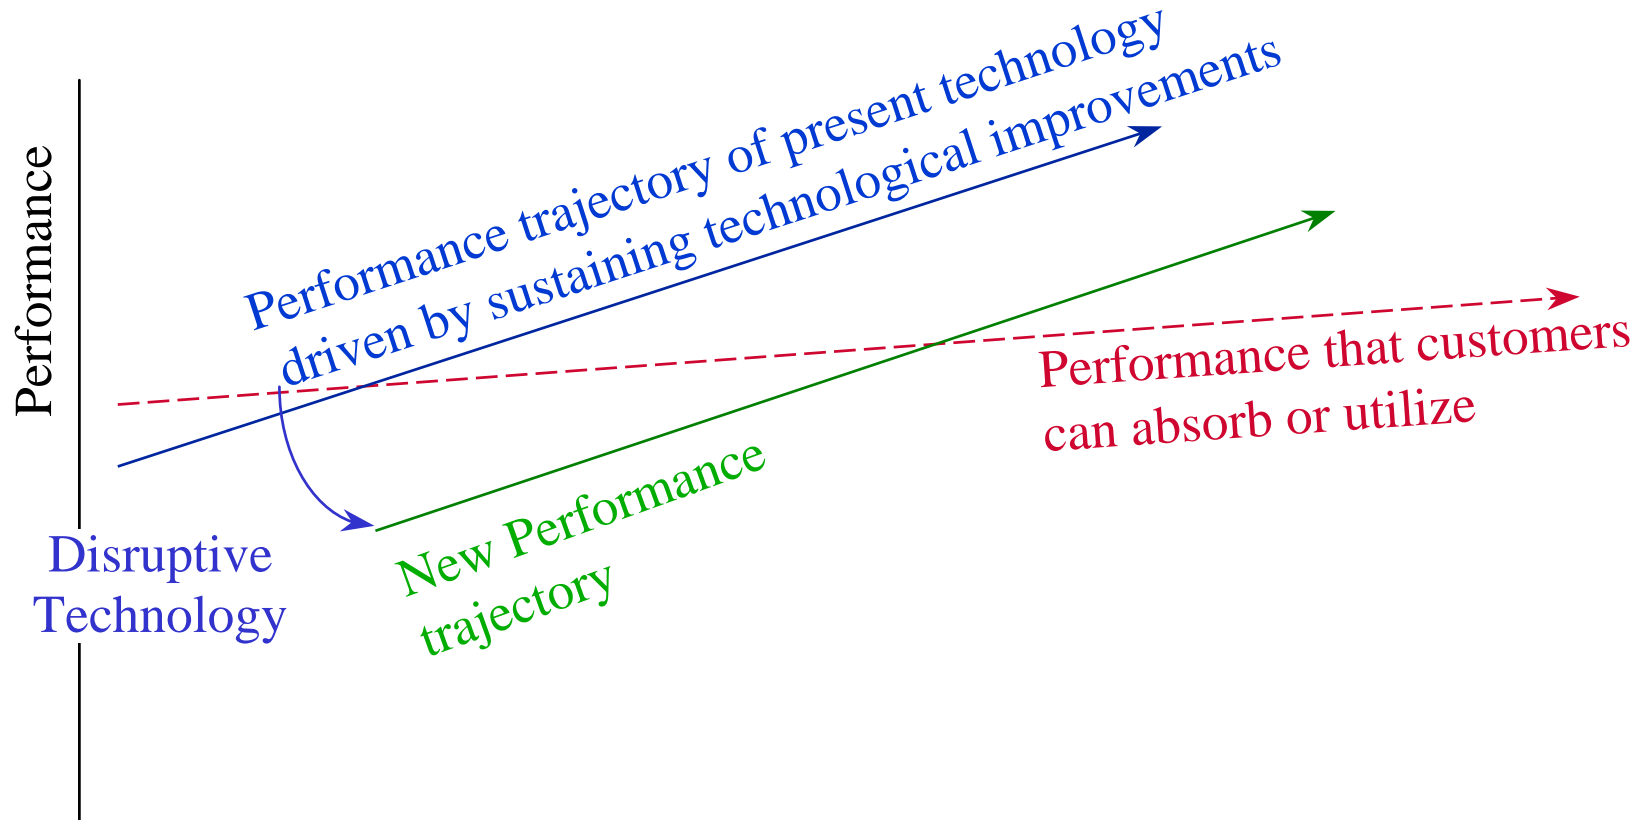 Performance
Performance trajectory of present technology
driven by sustaining technological improvements
Performance that customers
can absorb or utilize
Disruptive
Technology
New Performance
trajectory